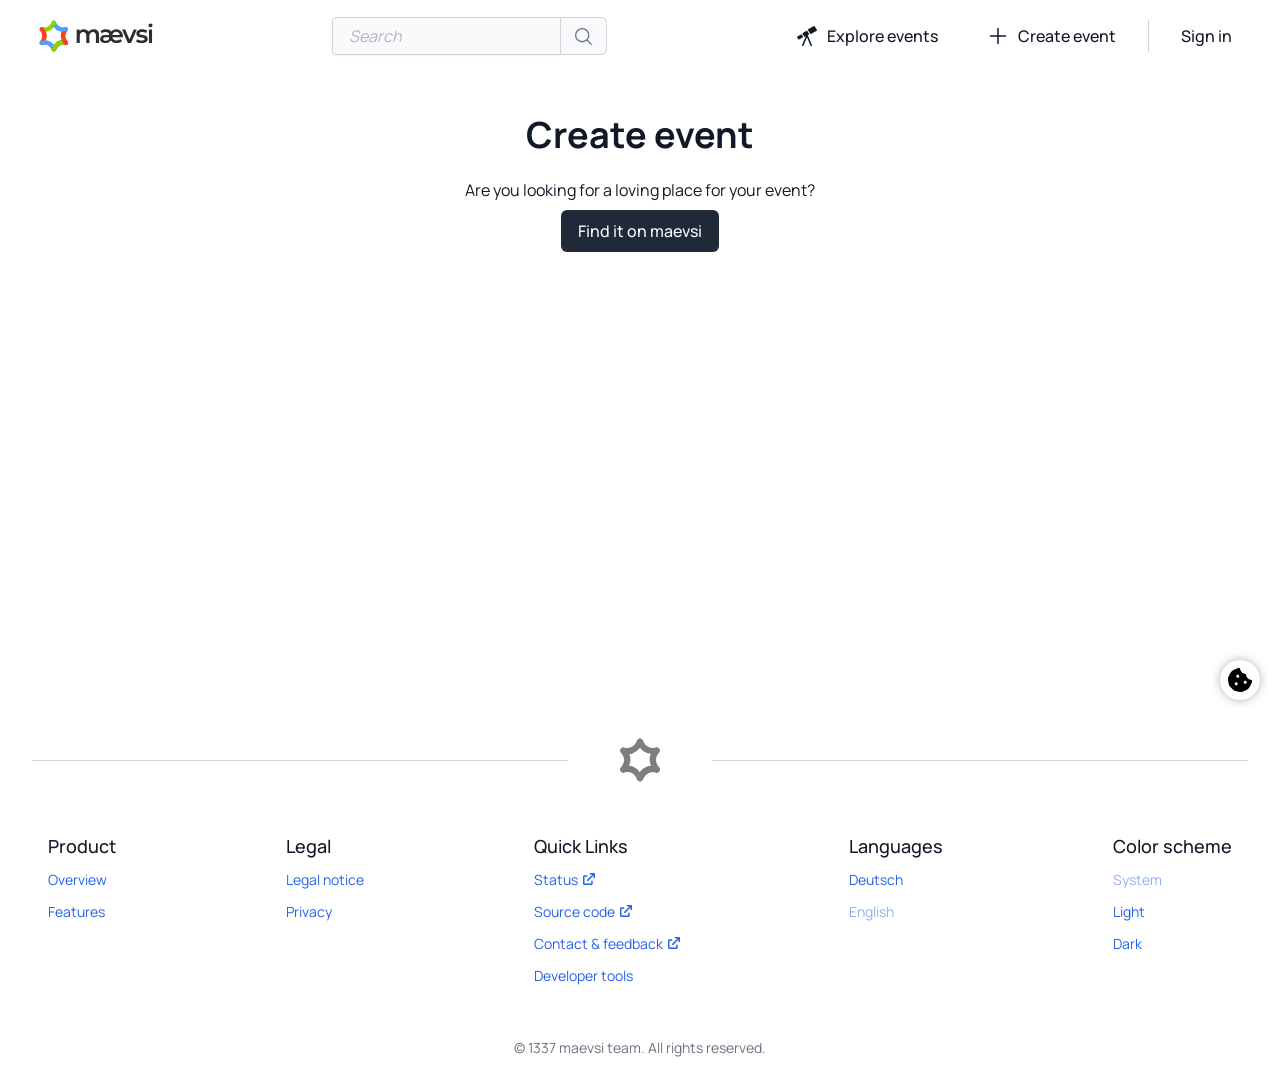 mævsi
Search
Explore events
Create event
Sign in
Create event
Are you looking for a loving place for your event?
Find it on maevsi
Product
Overview
Features
Legal
Legal notice
Privacy
Quick Links
Status
Source code
Contact & feedback
Developer tools
Languages
Deutsch
English
Color scheme
System
Light
Dark
© 1337 maevsi team. All rights reserved.